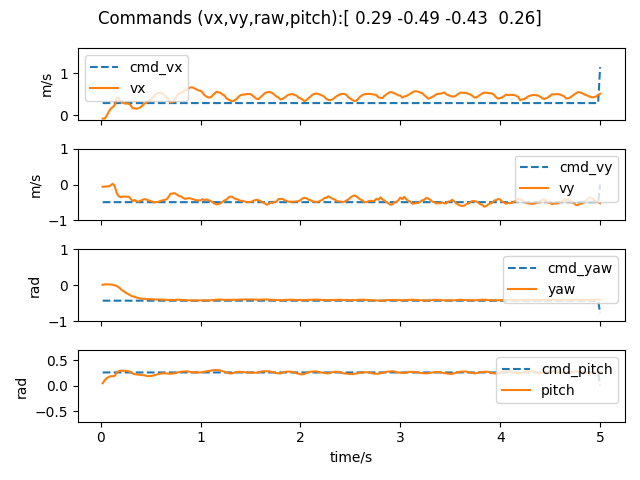 Commands (vx,vy,raw,pitch):[ 0.29 -0.49 -0.43  0.26]
1
0
m/s
cmd_vx
vx
1
0
−1
m/s
cmd_vy
vy
1
0
−1
rad
cmd_yaw
yaw
0.5
0.0
−0.5
rad
cmd_pitch
pitch
0 1 2 3 4 5
time/s